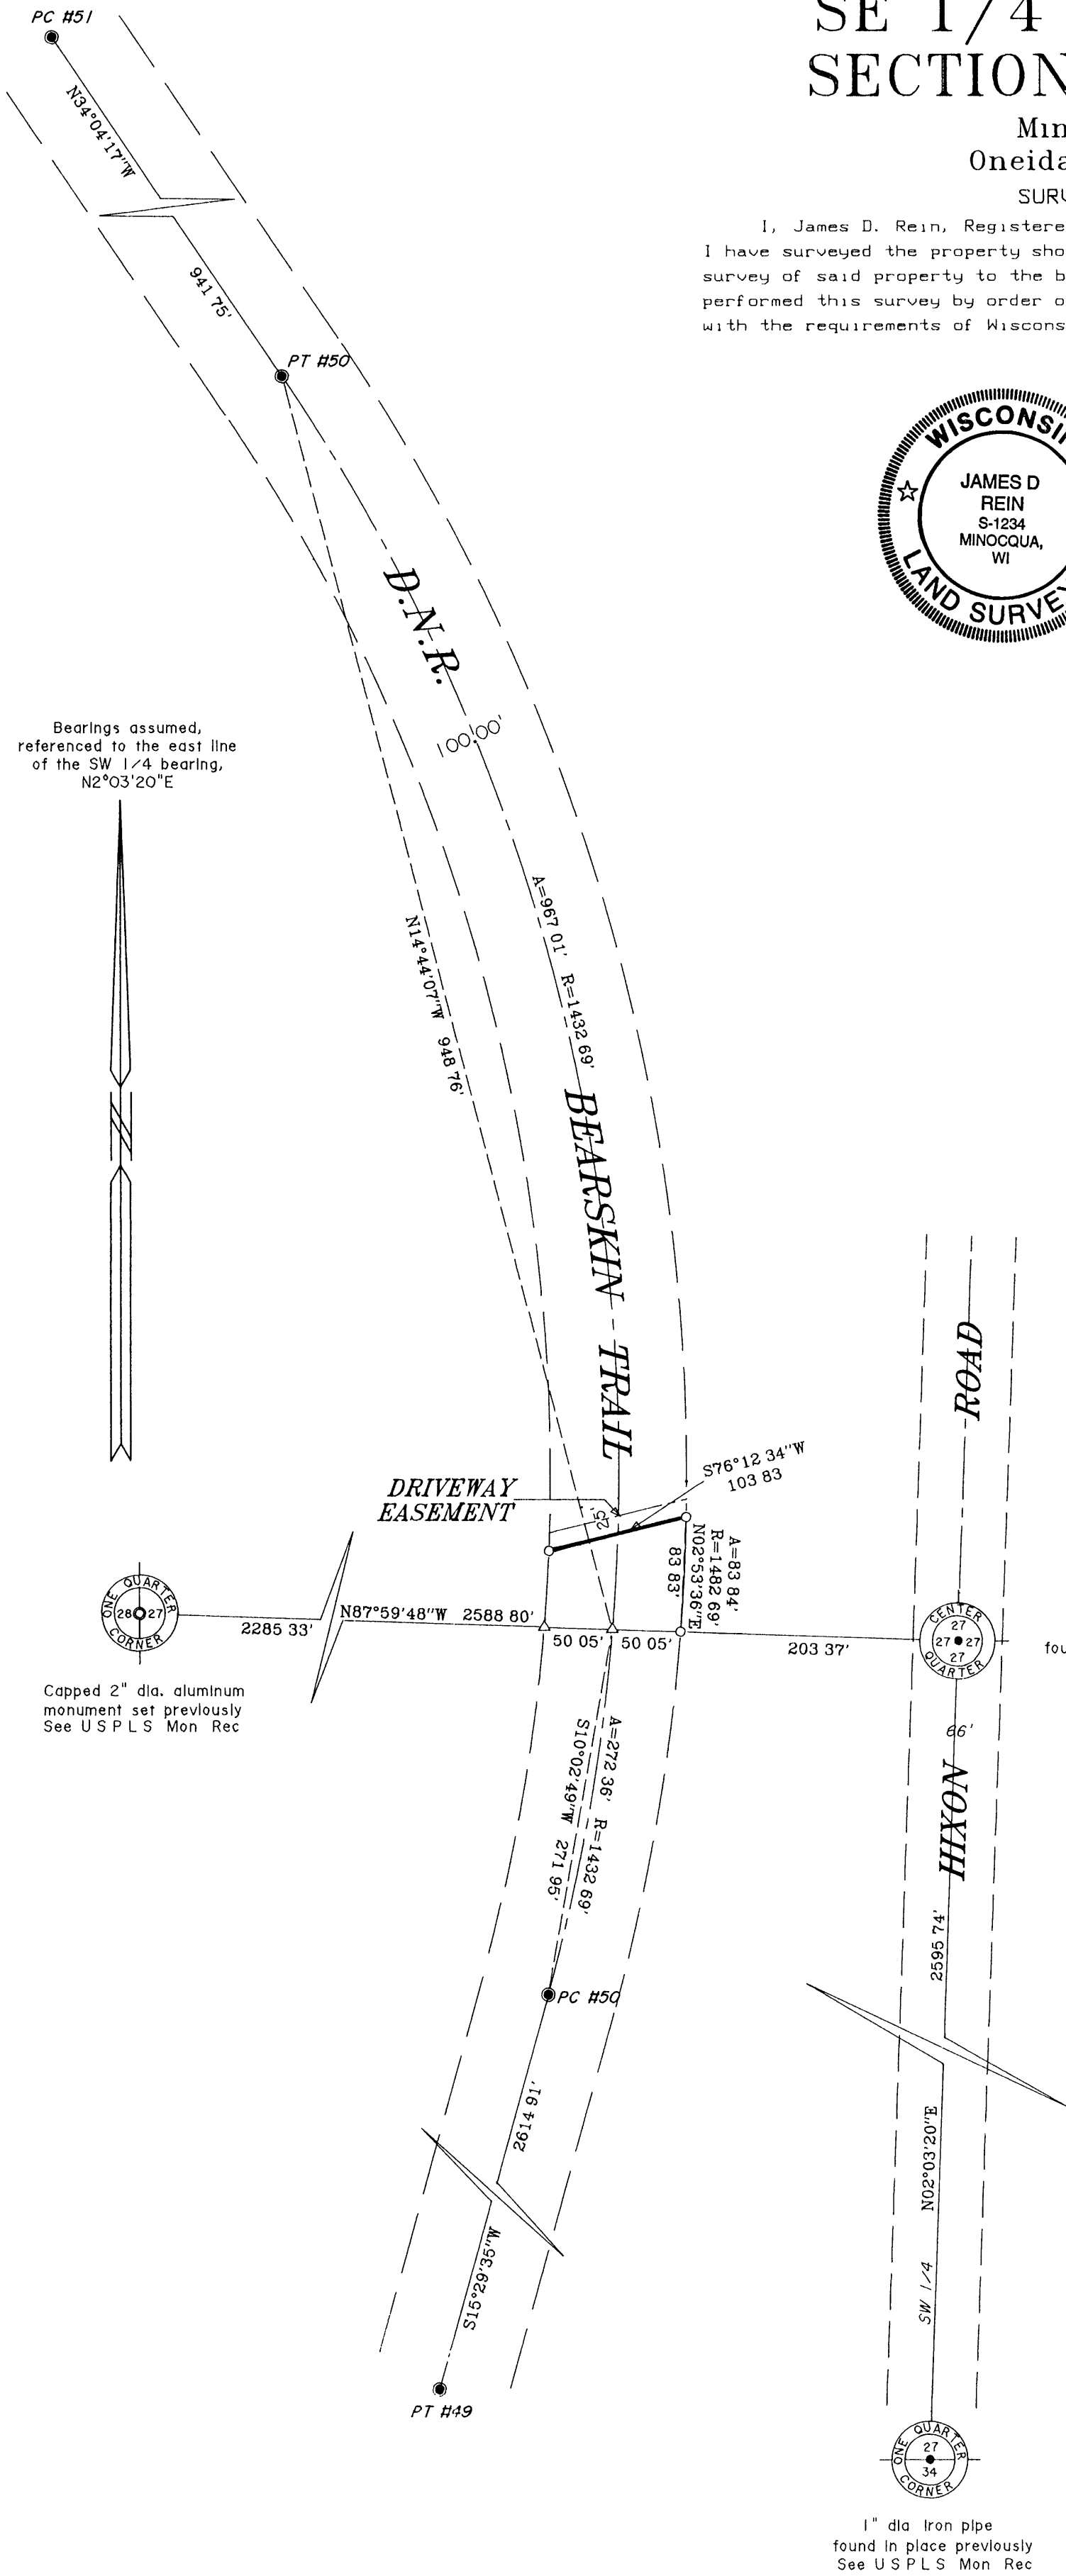 SE 1/4
SECTION
Min
Oneida
SURV
I, James D. Rein, Registere
I have surveyed the property sho
survey of said property to the b
performed this survey by order o
with the requirements of Wiscons
WISCONSIN
JAMES D
REIN
S-1234
MINOCQUA,
WI
LAND SURVEY
PC #51
N34°04'17"W
941 75'
PT #50
D.N.R.
100.00'
Bearings assumed,
referenced to the east line
of the SW 1/4 bearing,
N2°03'20"E
A=967 01' R=1432 69'
N14°44'07"W 948 76'
BEARSKIN TRAIL
ROAD
S76°12 34"W
103 83
DRIVEWAY
EASEMENT
25'
A=83 84'
R=1482 69'
N02°53'36"E
83 83'
ONE QUARTER
28 27
CORNER
N87°59'48"W 2588 80'
2285 33'
50 05' 50 05'
203 37'
CENTER
27
27 27
27
QUARTER
fou
Capped 2" dia. aluminum
monument set previously
See U S P L S Mon Rec
66'
A=272 36' R=1432 69'
S10°02'49"W 271 95'
HIXON
2595 74'
PC #50
2614 91'
N02°03'20"E
S15°29'35"W
SW 1/4
PT #49
ONE QUARTER
27
34
CORNER
1" dia Iron pipe
found in place previously
See U S P L S Mon Rec